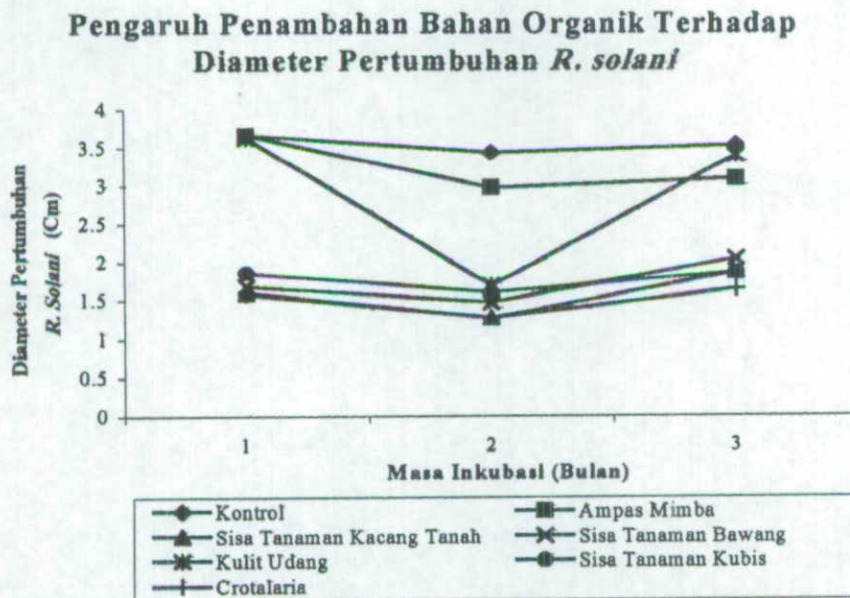 Pengaruh Penambahan Bahan Organik Terhadap
Diameter Pertumbuhan R. solani
Diameter Pertumbuhan
R. Solani (Cm)
4
3.5
3
2.5
2
1.5
1
0.5
0
1 2 3
Masa Inkubasi (Bulan)
Kontrol Ampas Mimba
Sisa Tanaman Kacang Tanah Sisa Tanaman Bawang
Kulit Udang Sisa Tanaman Kubis
Crotalaria